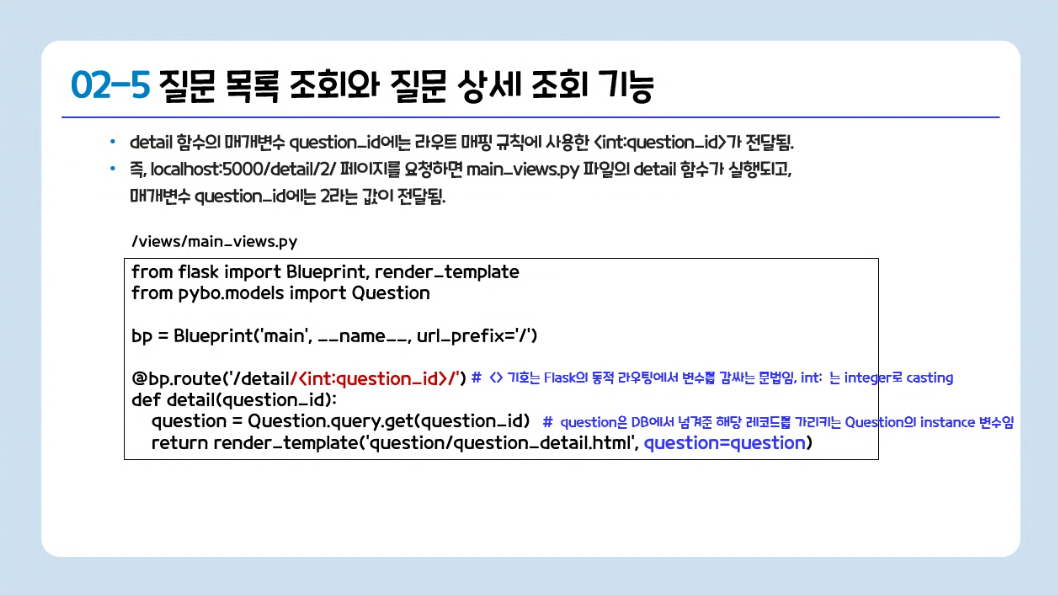 02-5 질문 목록 조회와 질문 상세 조회 기능
• detail 함수의 매개변수 question_id에는 라우트 매핑 규칙에 사용한 <int:question_id>가 전달됨.
• 즉, localhost:5000/detail/2/ 페이지를 요청하면 main_views.py 파일의 detail 함수가 실행되고,
매개변수 question_id에는 2라는 값이 전달됨.
/views/main_views.py
from flask import Blueprint, render_template
from pybo.models import Question
bp = Blueprint('main', __name__, url_prefix='/')
@bp.route('/detail/<int:question_id>/') # <> 기호는 Flask의 동적 라우팅에서 변수를 감싸는 문법임, int: 는 integer로 casting
def detail(question_id):
question = Question.query.get(question_id) # question은 DB에서 넘겨준 해당 레코드를 가리키는 Question의 instance 변수임
return render_template('question/question_detail.html', question=question)